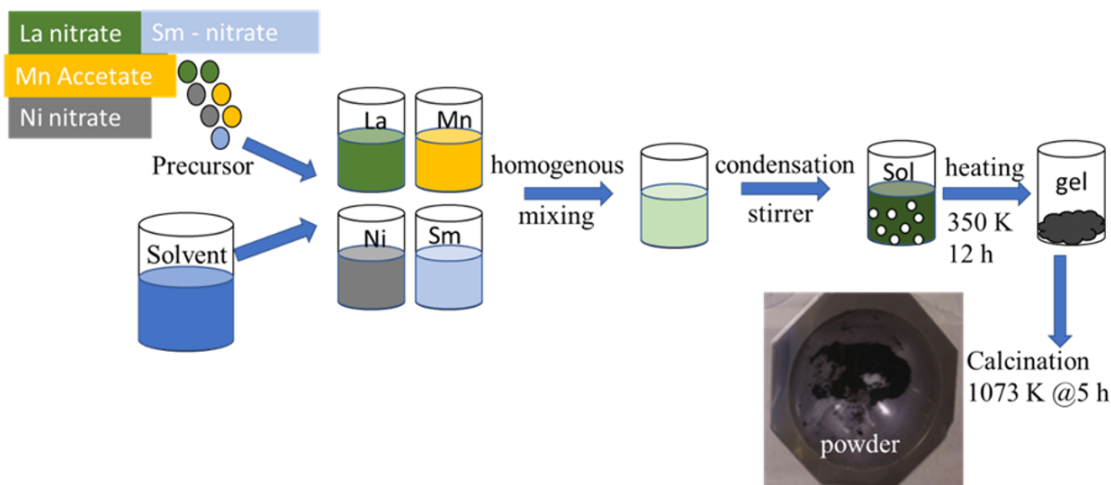 La nitrate
Sm - nitrate
Mn Accetate
Ni nitrate
Precursor
Solvent
La
Mn
Ni
Sm
homogenous
mixing
condensation
stirrer
Sol
heating
350 K
12 h
gel
Calcination
1073 K @5 h
powder